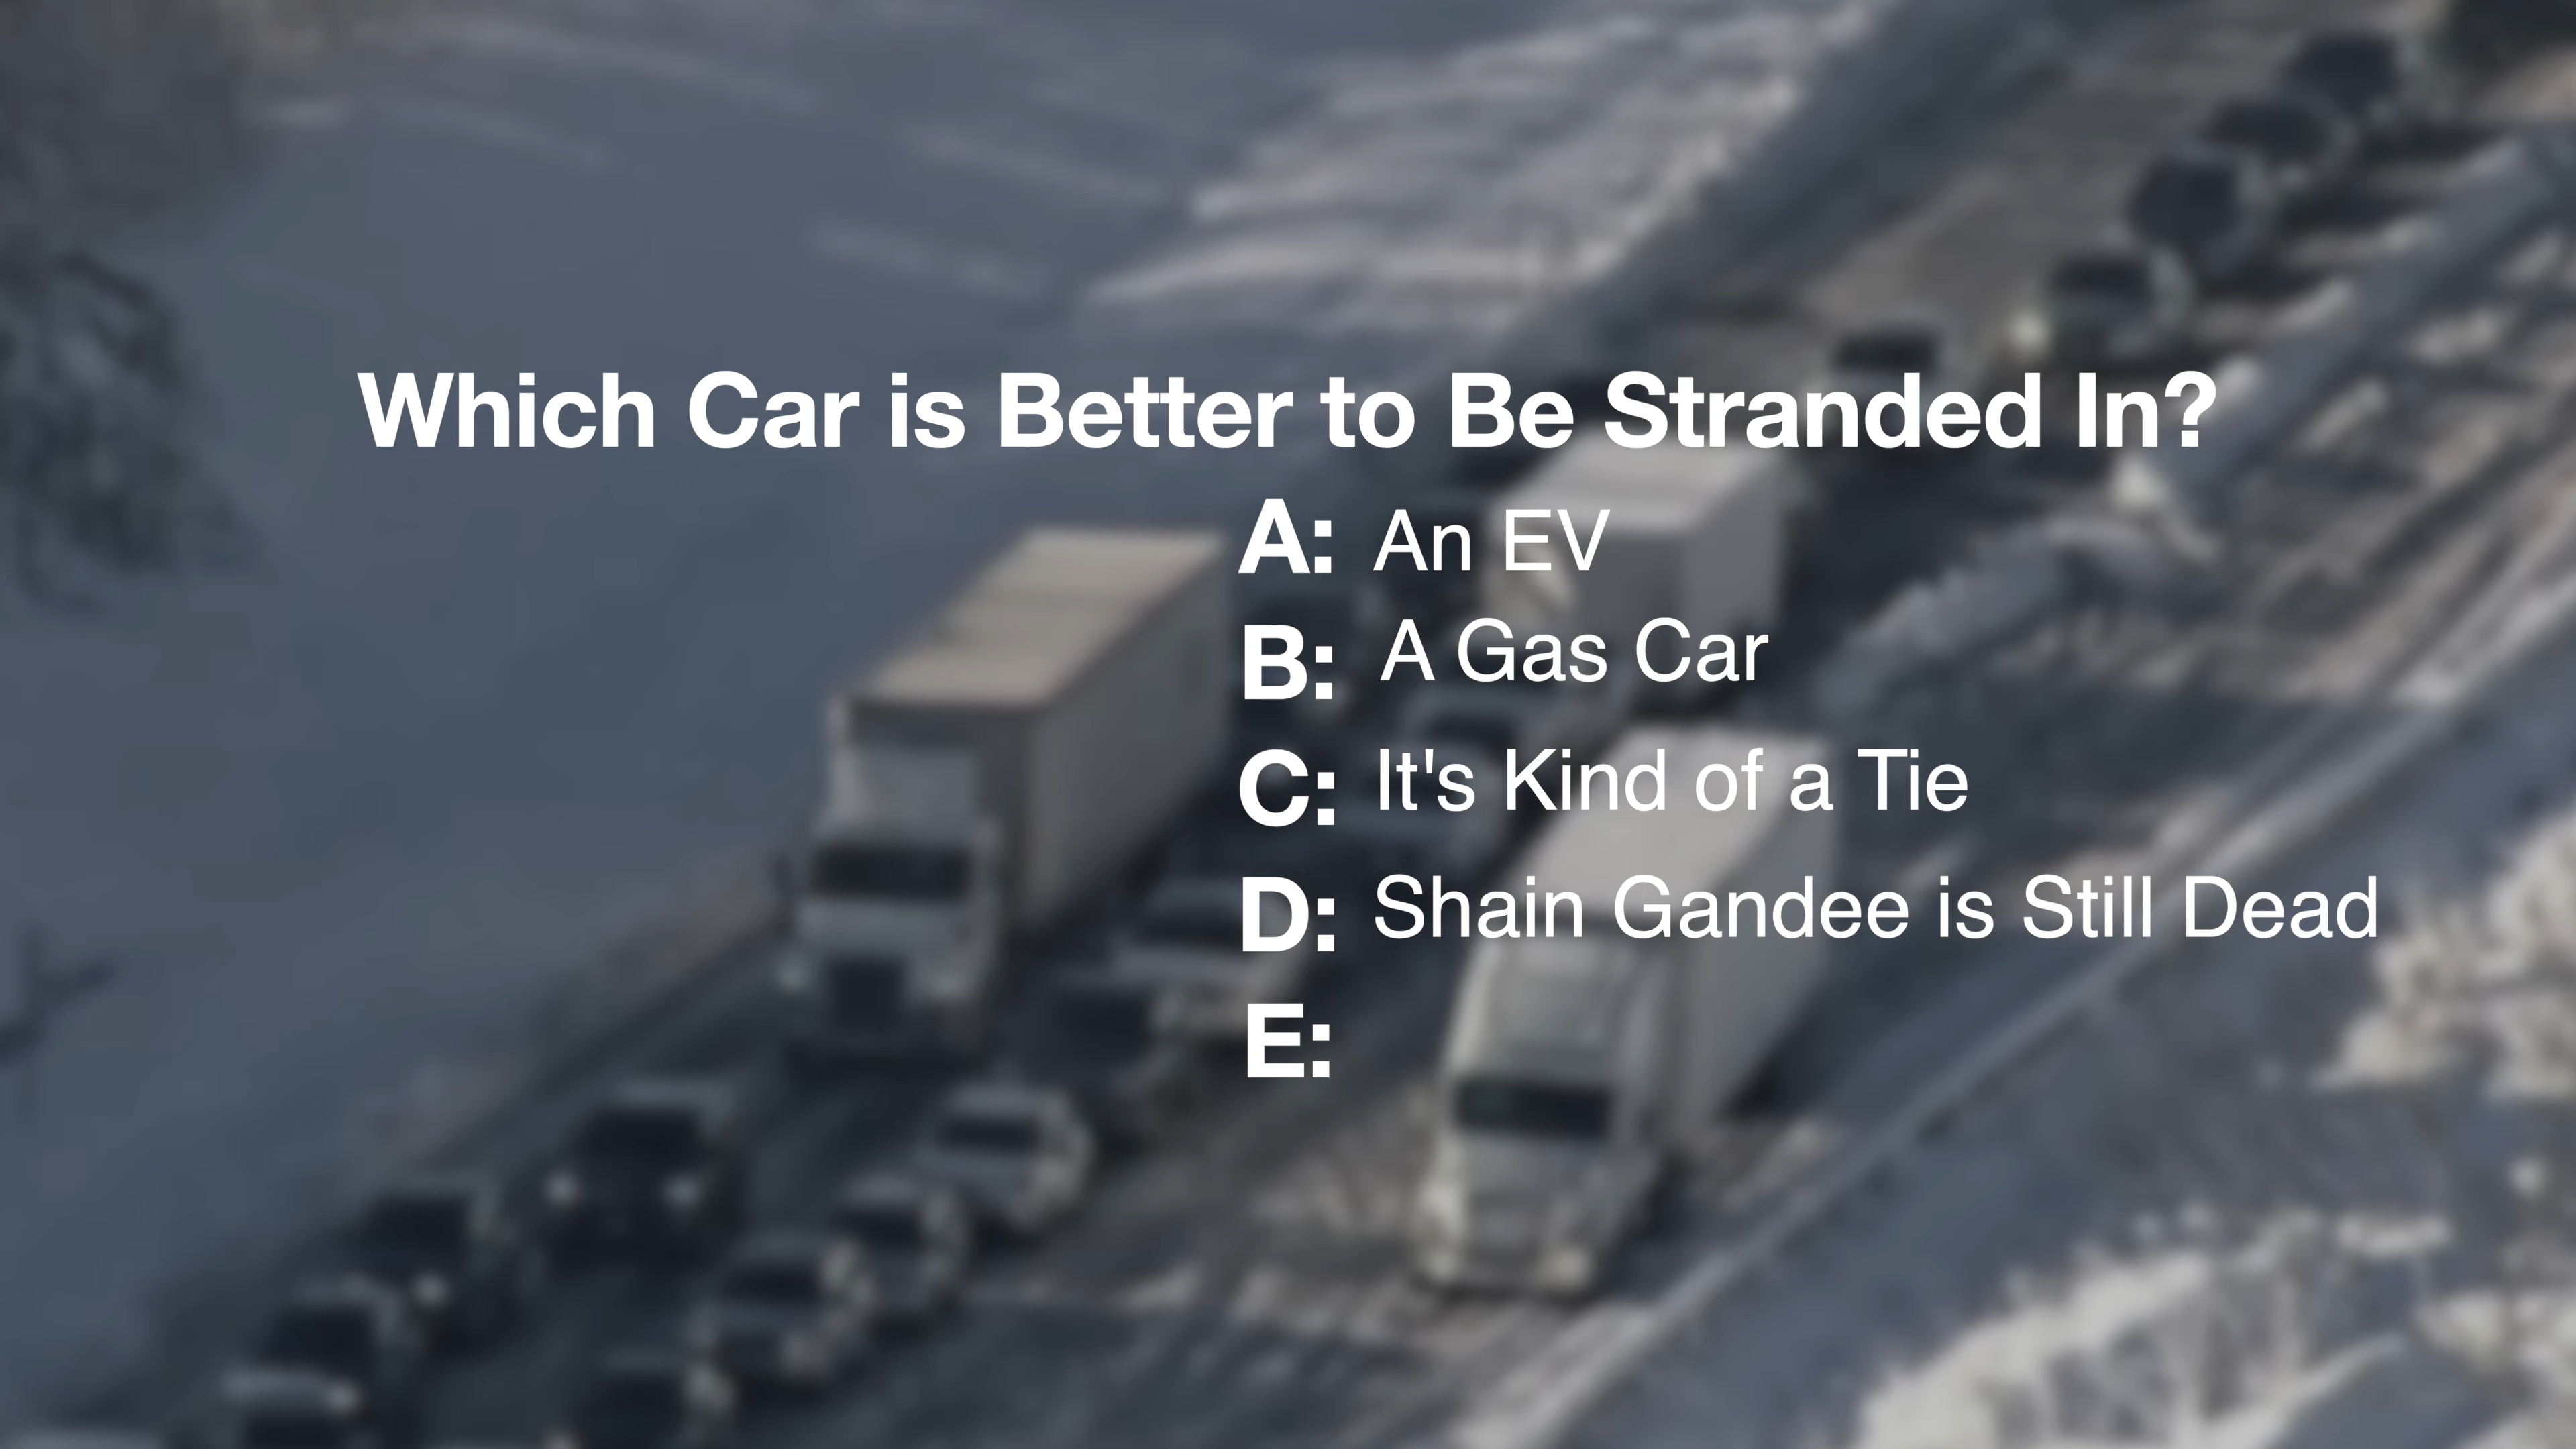 Which Car is Better to Be Stranded In?
A: An EV
B: A Gas Car
C: It's Kind of a Tie
D: Shain Gandee is Still Dead
E: